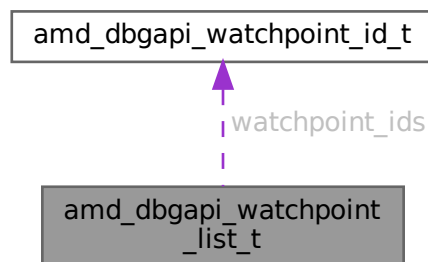 amd_dbgapi_watchpoint_id_t
watchpoint_ids
amd_dbgapi_watchpoint
_list_t